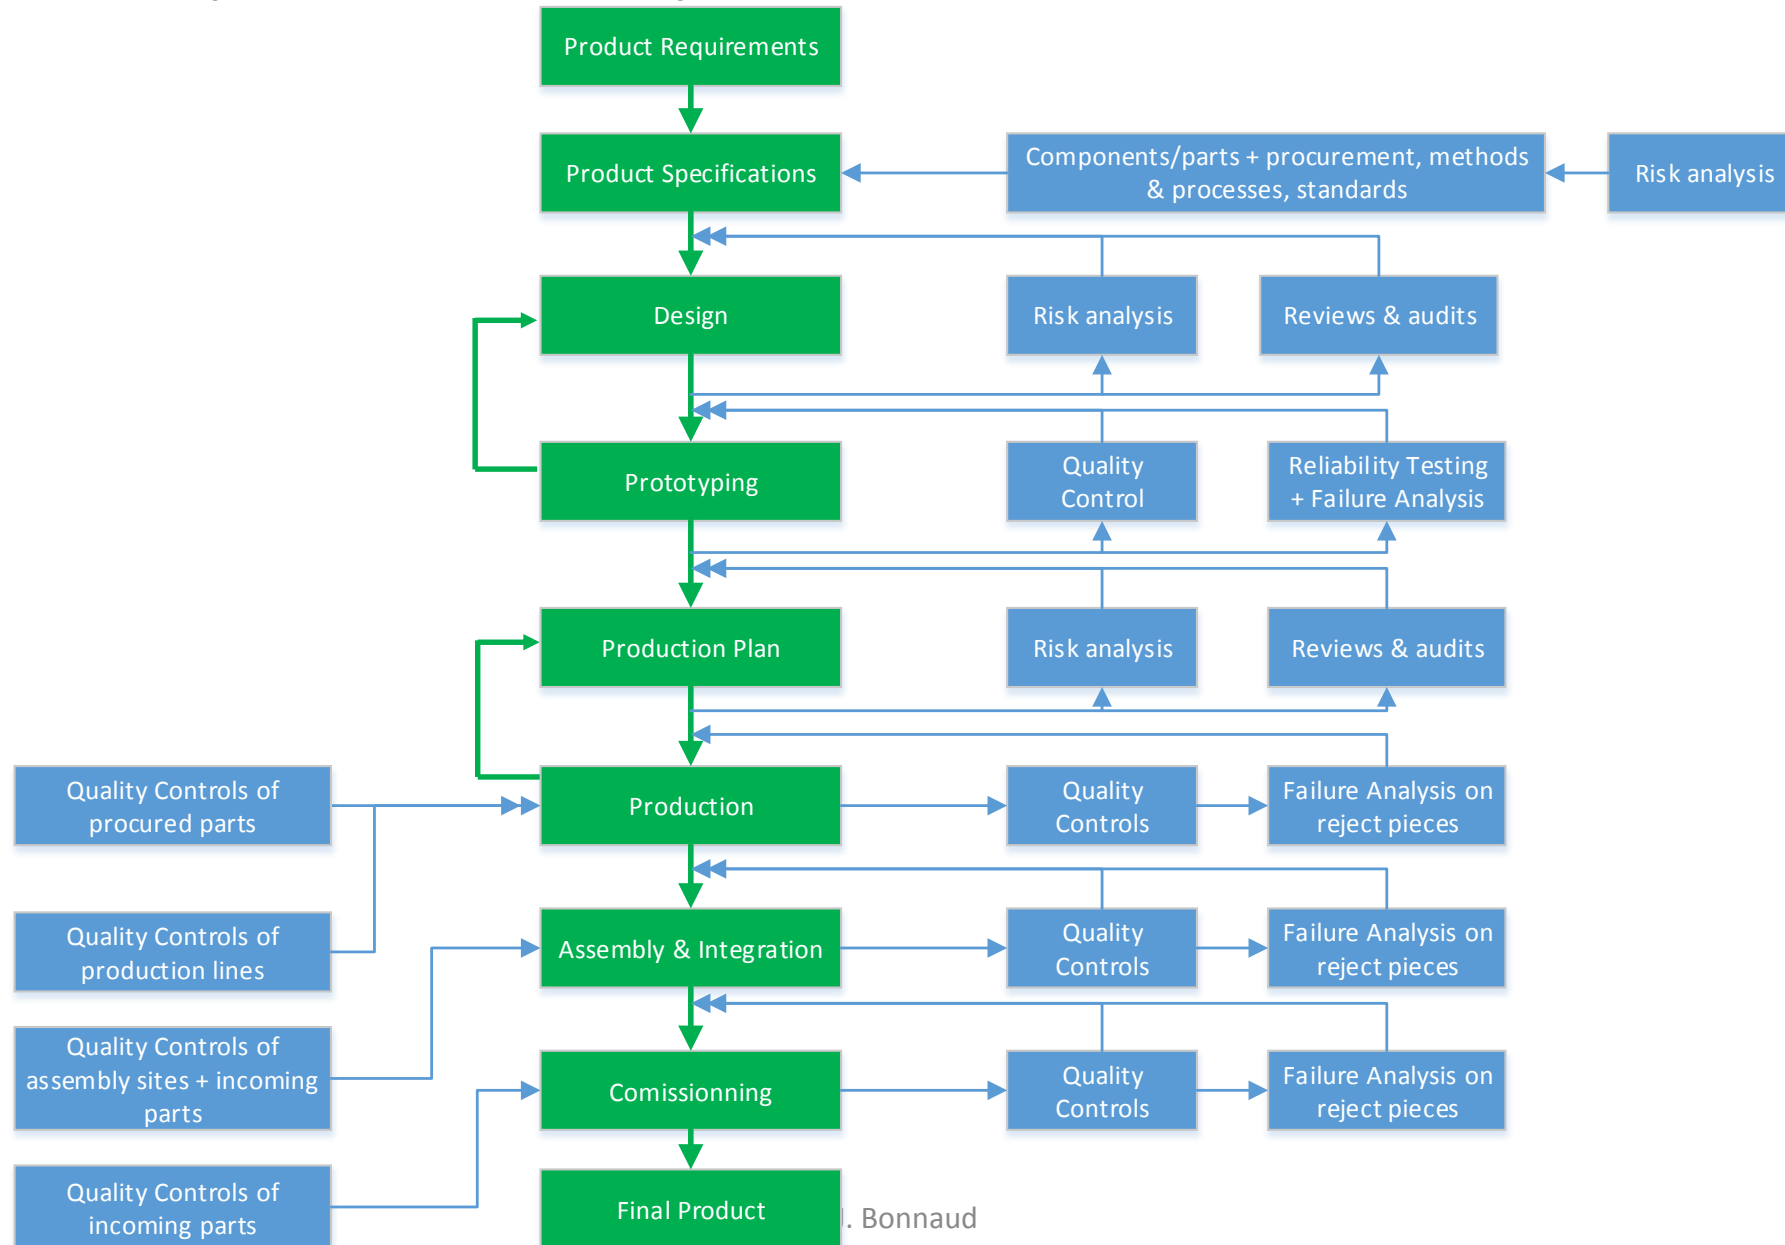 Product Requirements
Product Specifications
Components/parts + procurement, methods
& processes, standards
Risk analysis
Design
Risk analysis
Reviews & audits
Prototyping
Quality
Control
Reliability Testing
+ Failure Analysis
Production Plan
Risk analysis
Reviews & audits
Quality Controls of
procured parts
Production
Quality
Controls
Failure Analysis on
reject pieces
Quality Controls of
production lines
Assembly & Integration
Quality
Controls
Failure Analysis on
reject pieces
Quality Controls of
assembly sites + incoming
parts
Comissionning
Quality
Controls
Failure Analysis on
reject pieces
Quality Controls of
incoming parts
Final Product
J. Bonnaud